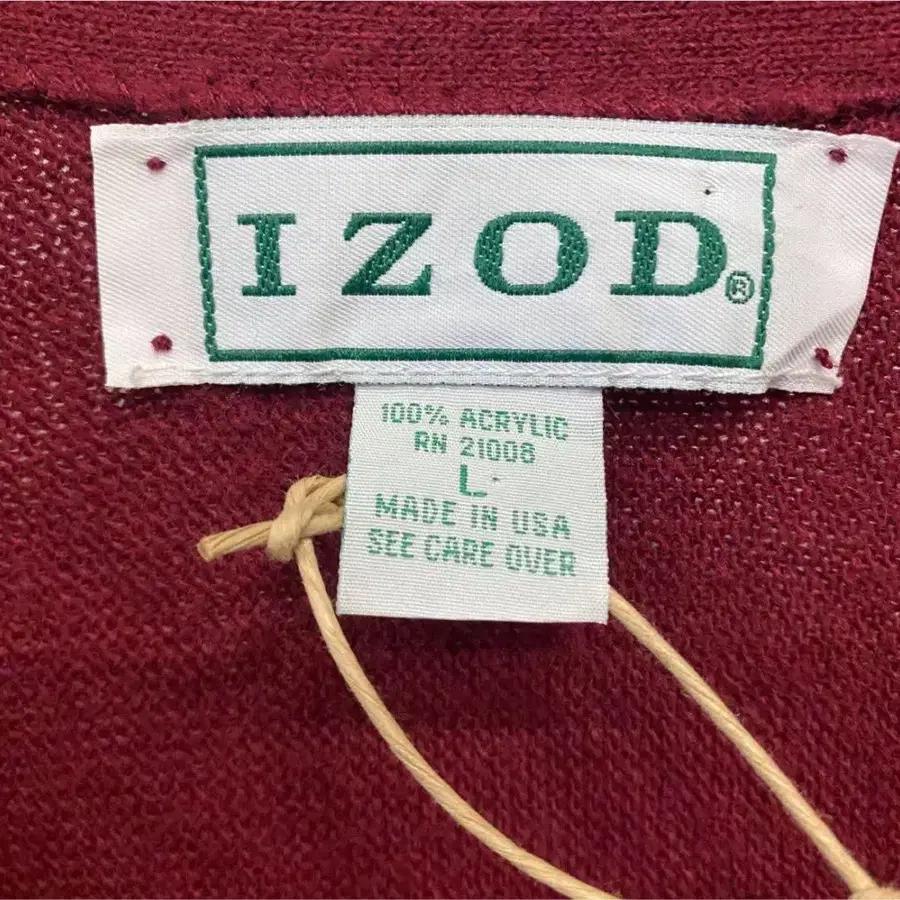 IZOD®
100% ACRYLIC
RN 21008
L
MADE IN USA
SEE CARE OVER